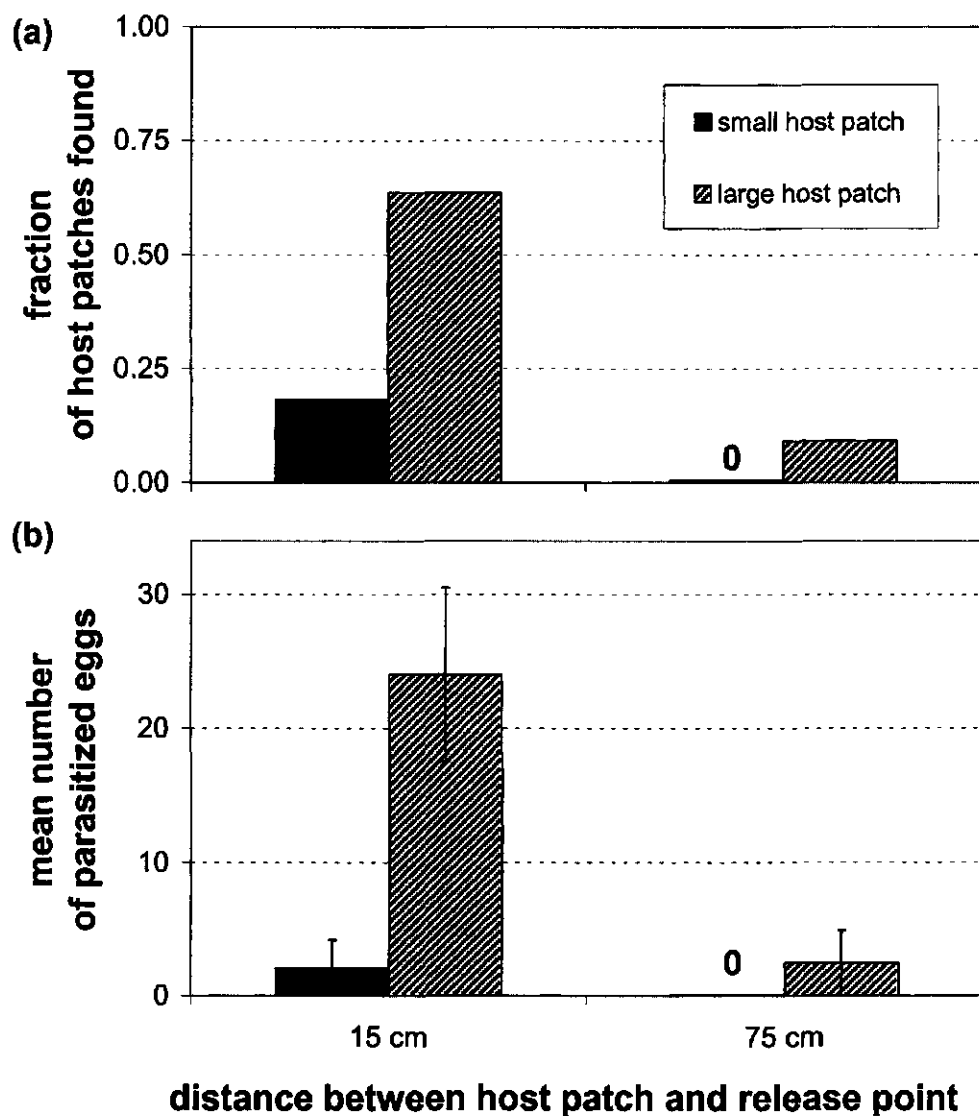 (a)
1.00
0.75
0.50
0.25
0.00
fraction
of host patches found
small host patch
large host patch
0
(b)
30
20
10
0
mean number
of parasitized eggs
0
15 cm
75 cm
distance between host patch and release point